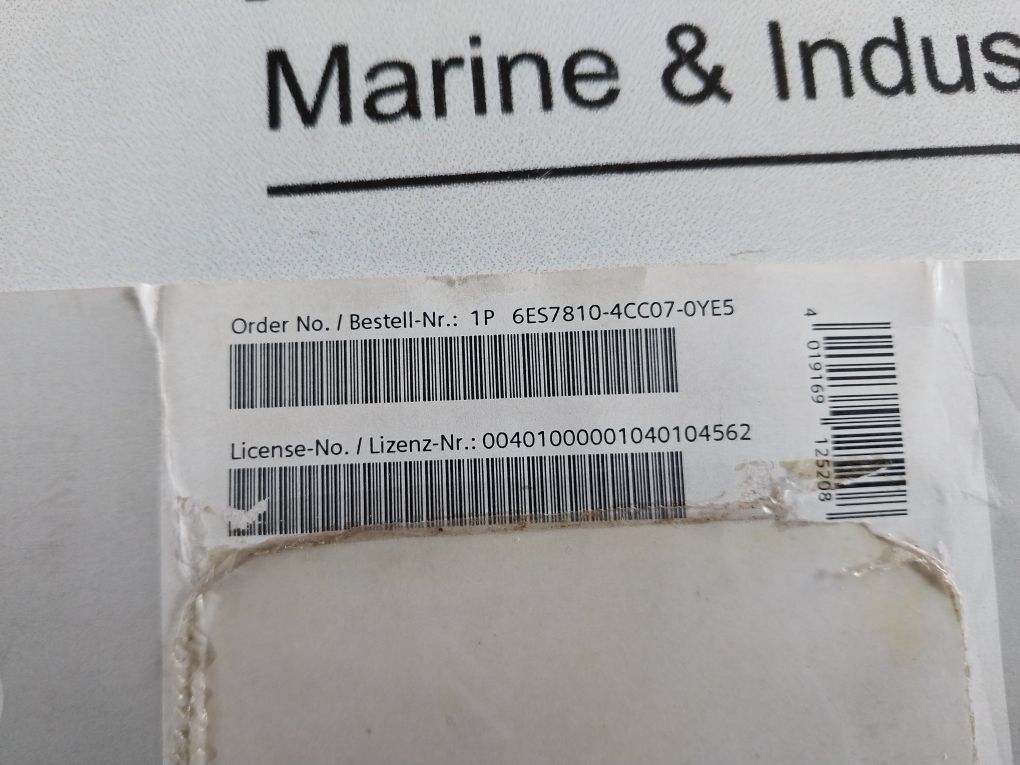 Marine & Indus
Order No. / Bestell-Nr.: 1P 6ES7810-4CC07-0YE5
License-No. / Lizenz-Nr.: 00401000001040104562
4 019169 125208